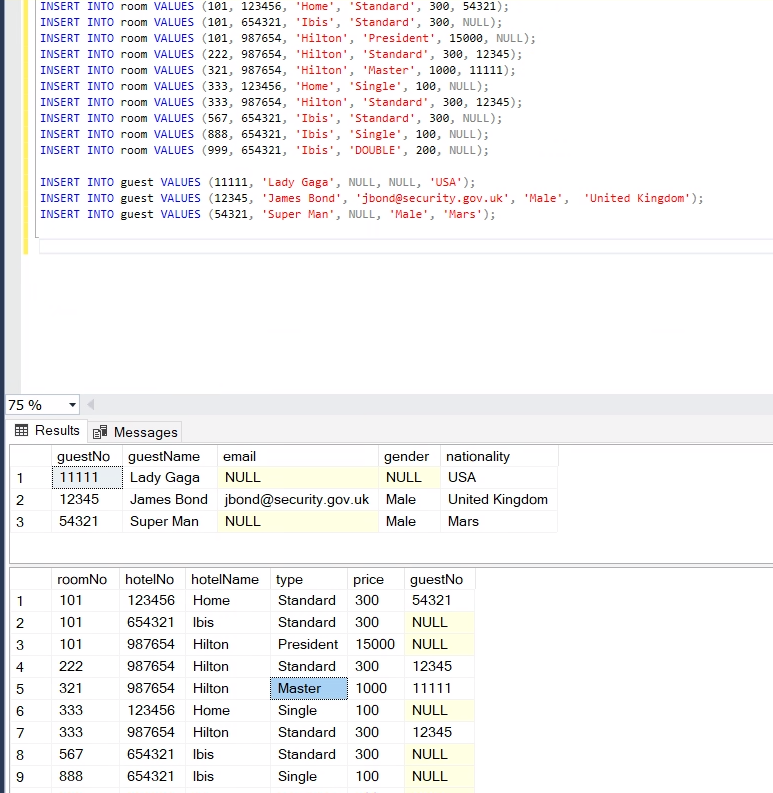 INSERT INTO room VALUES (101, 123456, 'Home', 'Standard', 300, 54321);
INSERT INTO room VALUES (101, 654321, 'Ibis', 'Standard', 300, NULL);
INSERT INTO room VALUES (101, 987654, 'Hilton', 'President', 15000, NULL);
INSERT INTO room VALUES (222, 987654, 'Hilton', 'Standard', 300, 12345);
INSERT INTO room VALUES (321, 987654, 'Hilton', 'Master', 1000, 11111);
INSERT INTO room VALUES (333, 123456, 'Home', 'Single', 100, NULL);
INSERT INTO room VALUES (333, 987654, 'Hilton', 'Standard', 300, 12345);
INSERT INTO room VALUES (567, 654321, 'Ibis', 'Standard', 300, NULL);
INSERT INTO room VALUES (888, 654321, 'Ibis', 'Single', 100, NULL);
INSERT INTO room VALUES (999, 654321, 'Ibis', 'DOUBLE', 200, NULL);
INSERT INTO guest VALUES (11111, 'Lady Gaga', NULL, NULL, 'USA');
INSERT INTO guest VALUES (12345, 'James Bond', 'jbond@security.gov.uk', 'Male', 'United Kingdom');
INSERT INTO guest VALUES (54321, 'Super Man', NULL, 'Male', 'Mars');
75 %
Results Messages
guestNo guestName email gender nationality
1 11111 Lady Gaga NULL NULL USA
2 12345 James Bond jbond@security.gov.uk Male United Kingdom
3 54321 Super Man NULL Male Mars
roomNo hotelNo hotelName type price guestNo
1 101 123456 Home Standard 300 54321
2 101 654321 Ibis Standard 300 NULL
3 101 987654 Hilton President 15000 NULL
4 222 987654 Hilton Standard 300 12345
5 321 987654 Hilton Master 1000 11111
6 333 123456 Home Single 100 NULL
7 333 987654 Hilton Standard 300 12345
8 567 654321 Ibis Standard 300 NULL
9 888 654321 Ibis Single 100 NULL